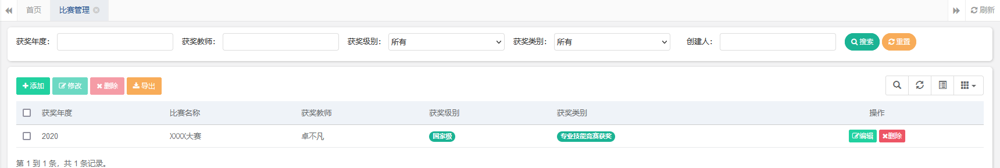 首页 比赛管理 刷新
获奖年度： 获奖教师： 获奖级别： 所有 获奖类别： 所有 创建人： 搜索 重置
添加 修改 删除 导出
获奖年度 比赛名称 获奖教师 获奖级别 获奖类别 操作
2020 XXXX大赛 卓不凡 国家级 专业技能竞赛获奖 编辑 删除
第 1 到 1 条，共 1 条记录。